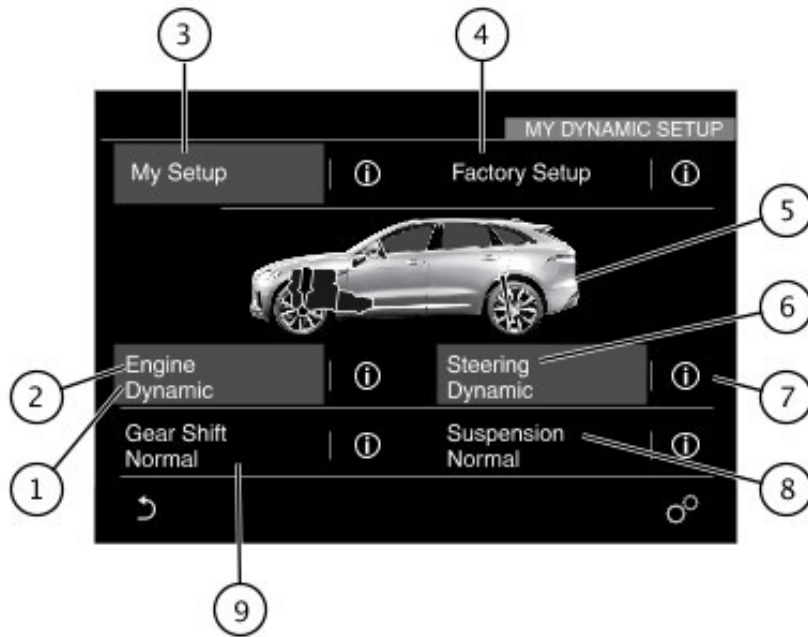 3
4
MY DYNAMIC SETUP
My Setup
Factory Setup
5
6
Engine
Dynamic
Steering
Dynamic
2
7
Gear Shift
Normal
Suspension
Normal
1
8
9